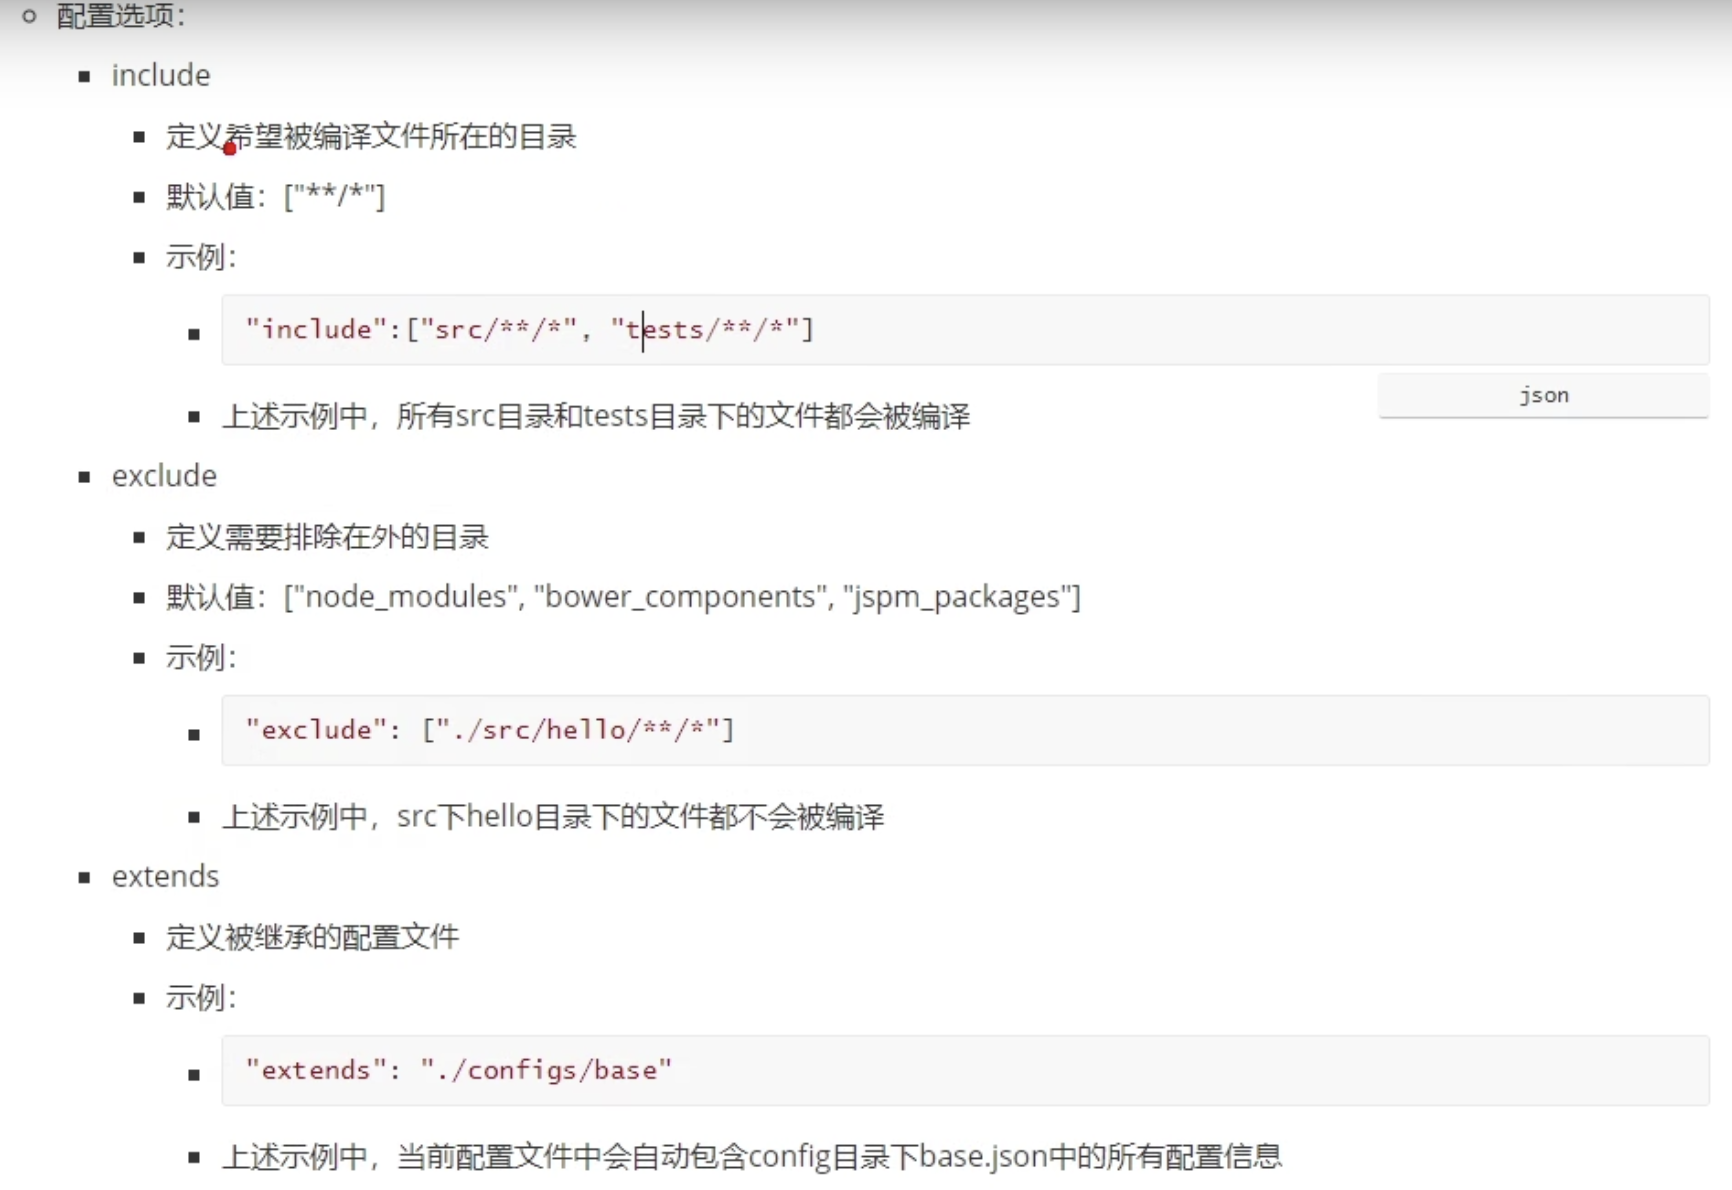 配置选项：
include
定义希望被编译文件所在的目录
默认值：["**/*"]
示例：
"include":["src/**/*", "tests/**/*"]
json
上述示例中，所有src目录和tests目录下的文件都会被编译
exclude
定义需要排除在外的目录
默认值：["node_modules", "bower_components", "jspm_packages"]
示例：
"exclude": ["./src/hello/**/*"]
上述示例中，src下hello目录下的文件都不会被编译
extends
定义被继承的配置文件
示例：
"extends": "./configs/base"
上述示例中，当前配置文件中会自动包含config目录下base.json中的所有配置信息